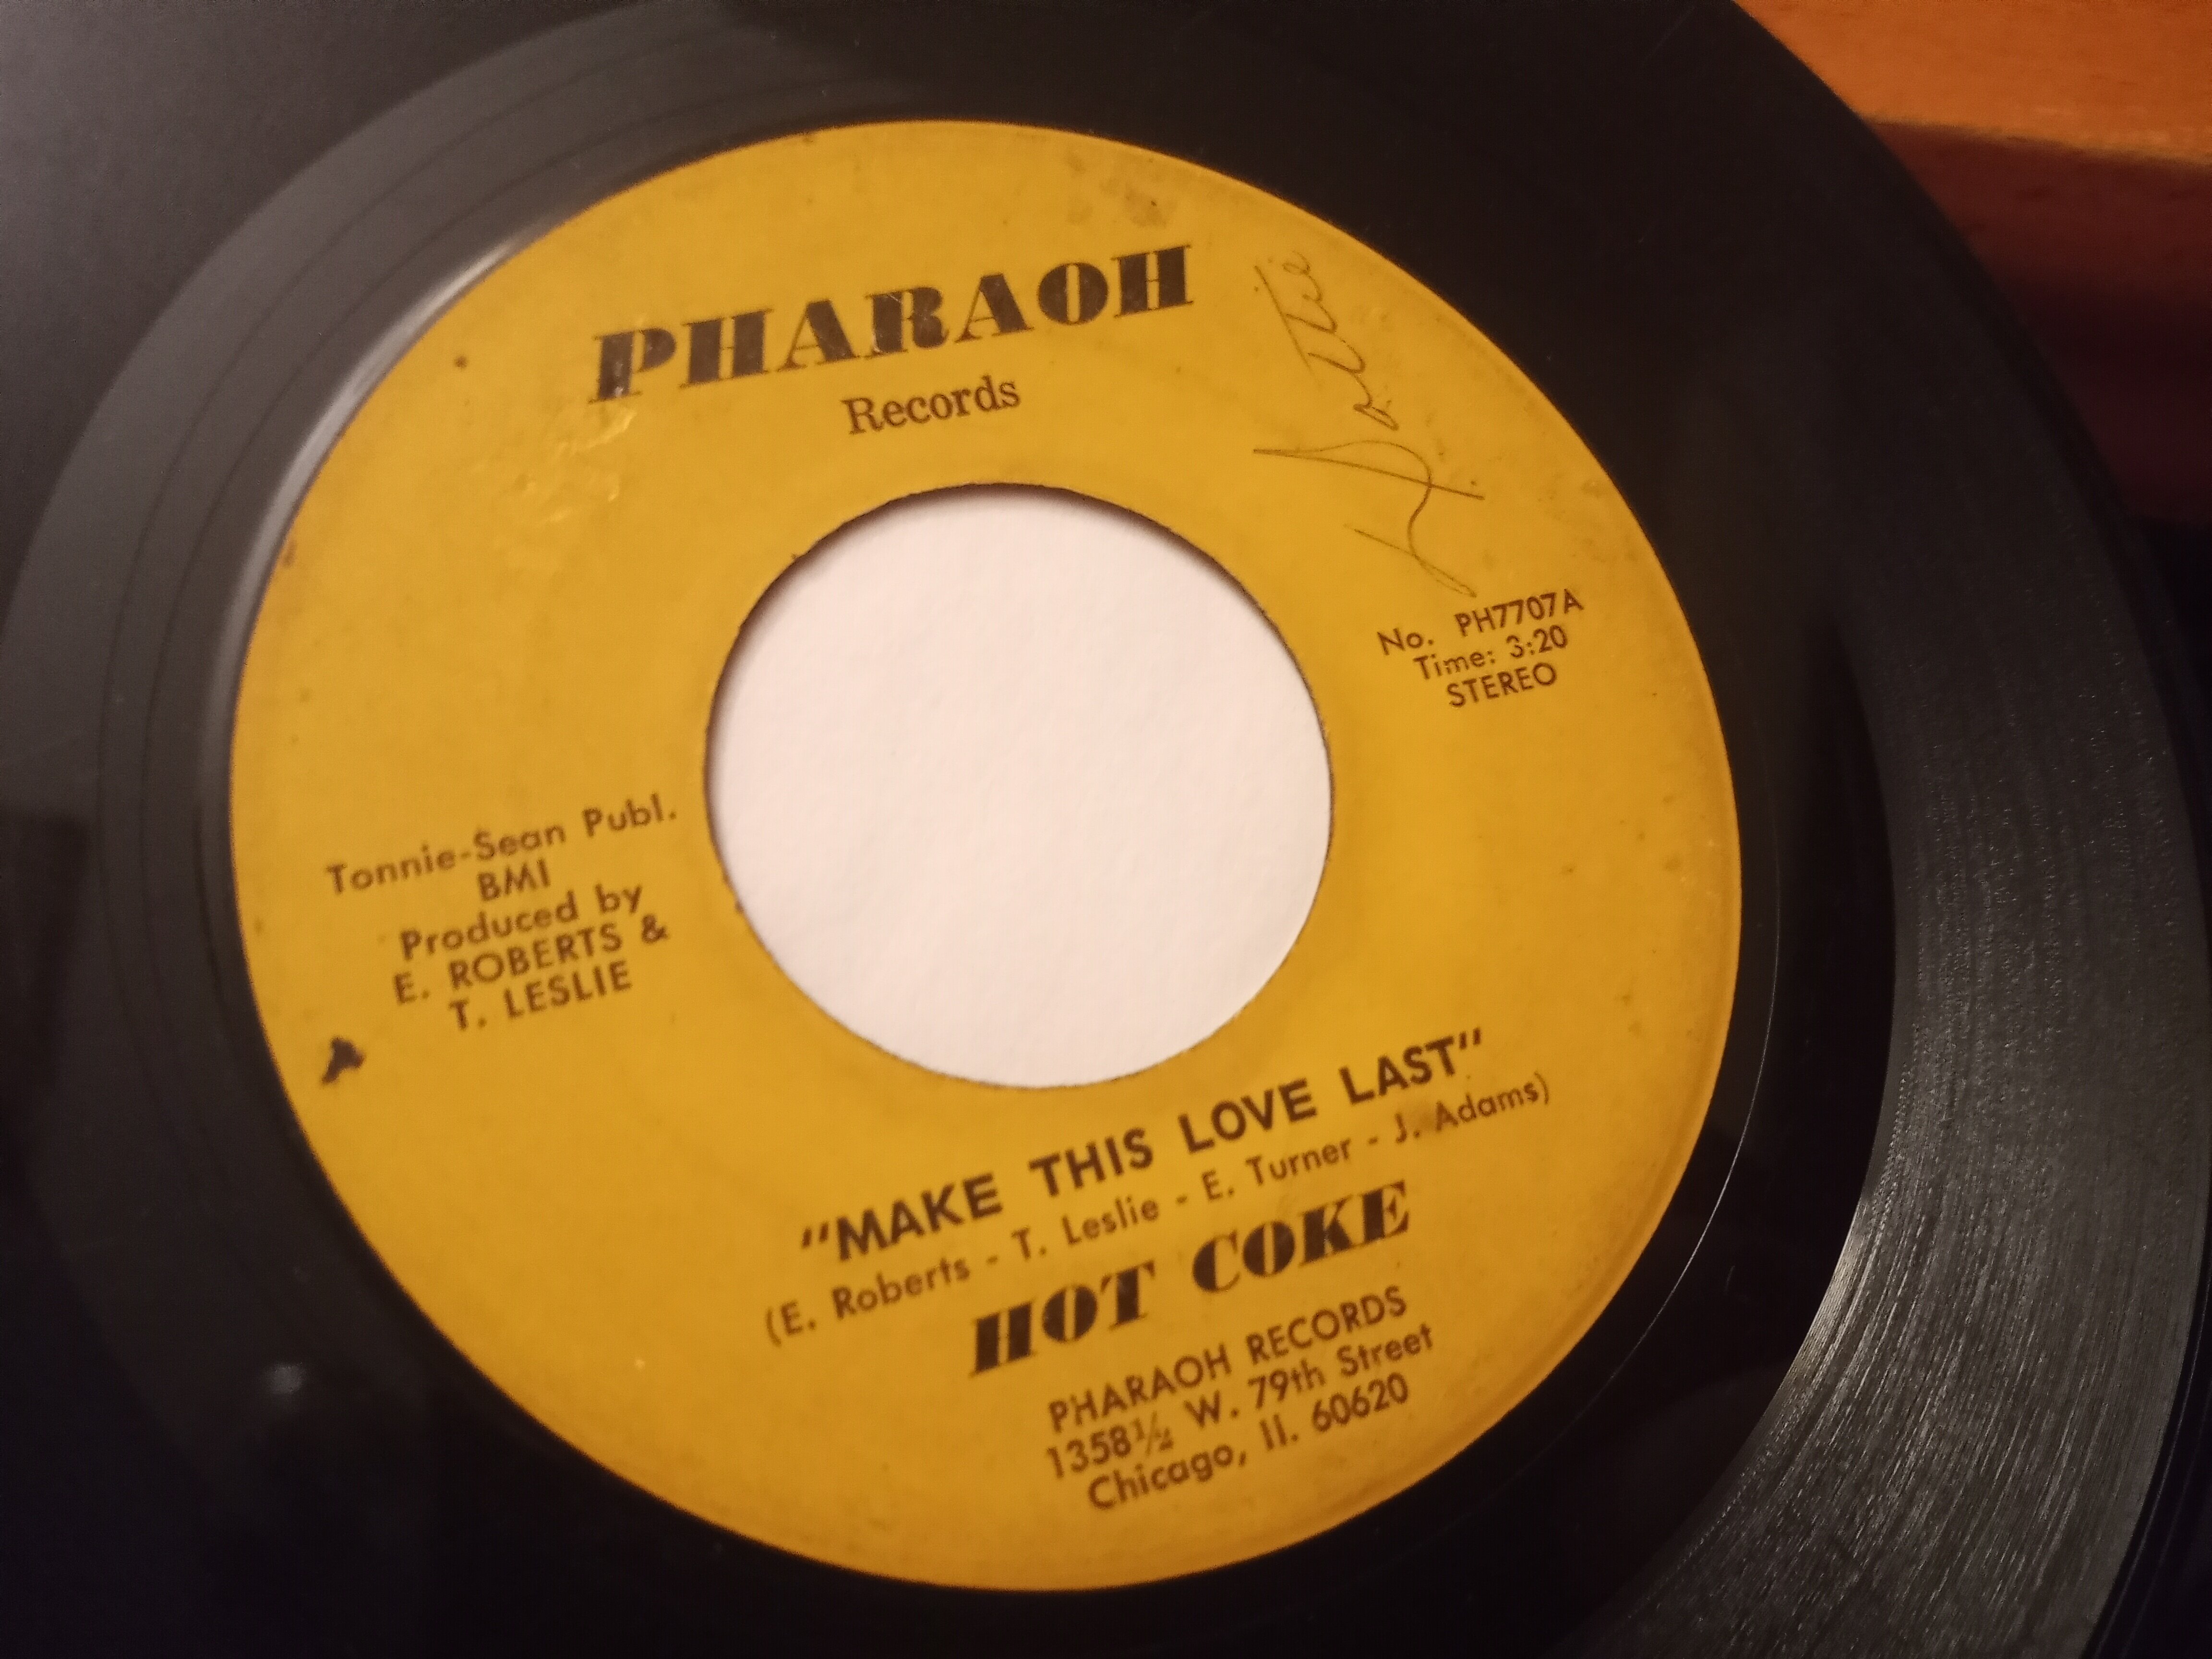 PHARAOH
Records
No. PH7707A
Time: 3:20
STEREO
Tonnie-Sean Publ.
BMI
Produced by
E. ROBERTS &
T. LESLIE
"MAKE THIS LOVE LAST"
(E. Roberts - T. Leslie - E. Turner - J. Adams)
HOT COKE
PHARAOH RECORDS
1358½ W. 79th Street
Chicago, Il. 60620